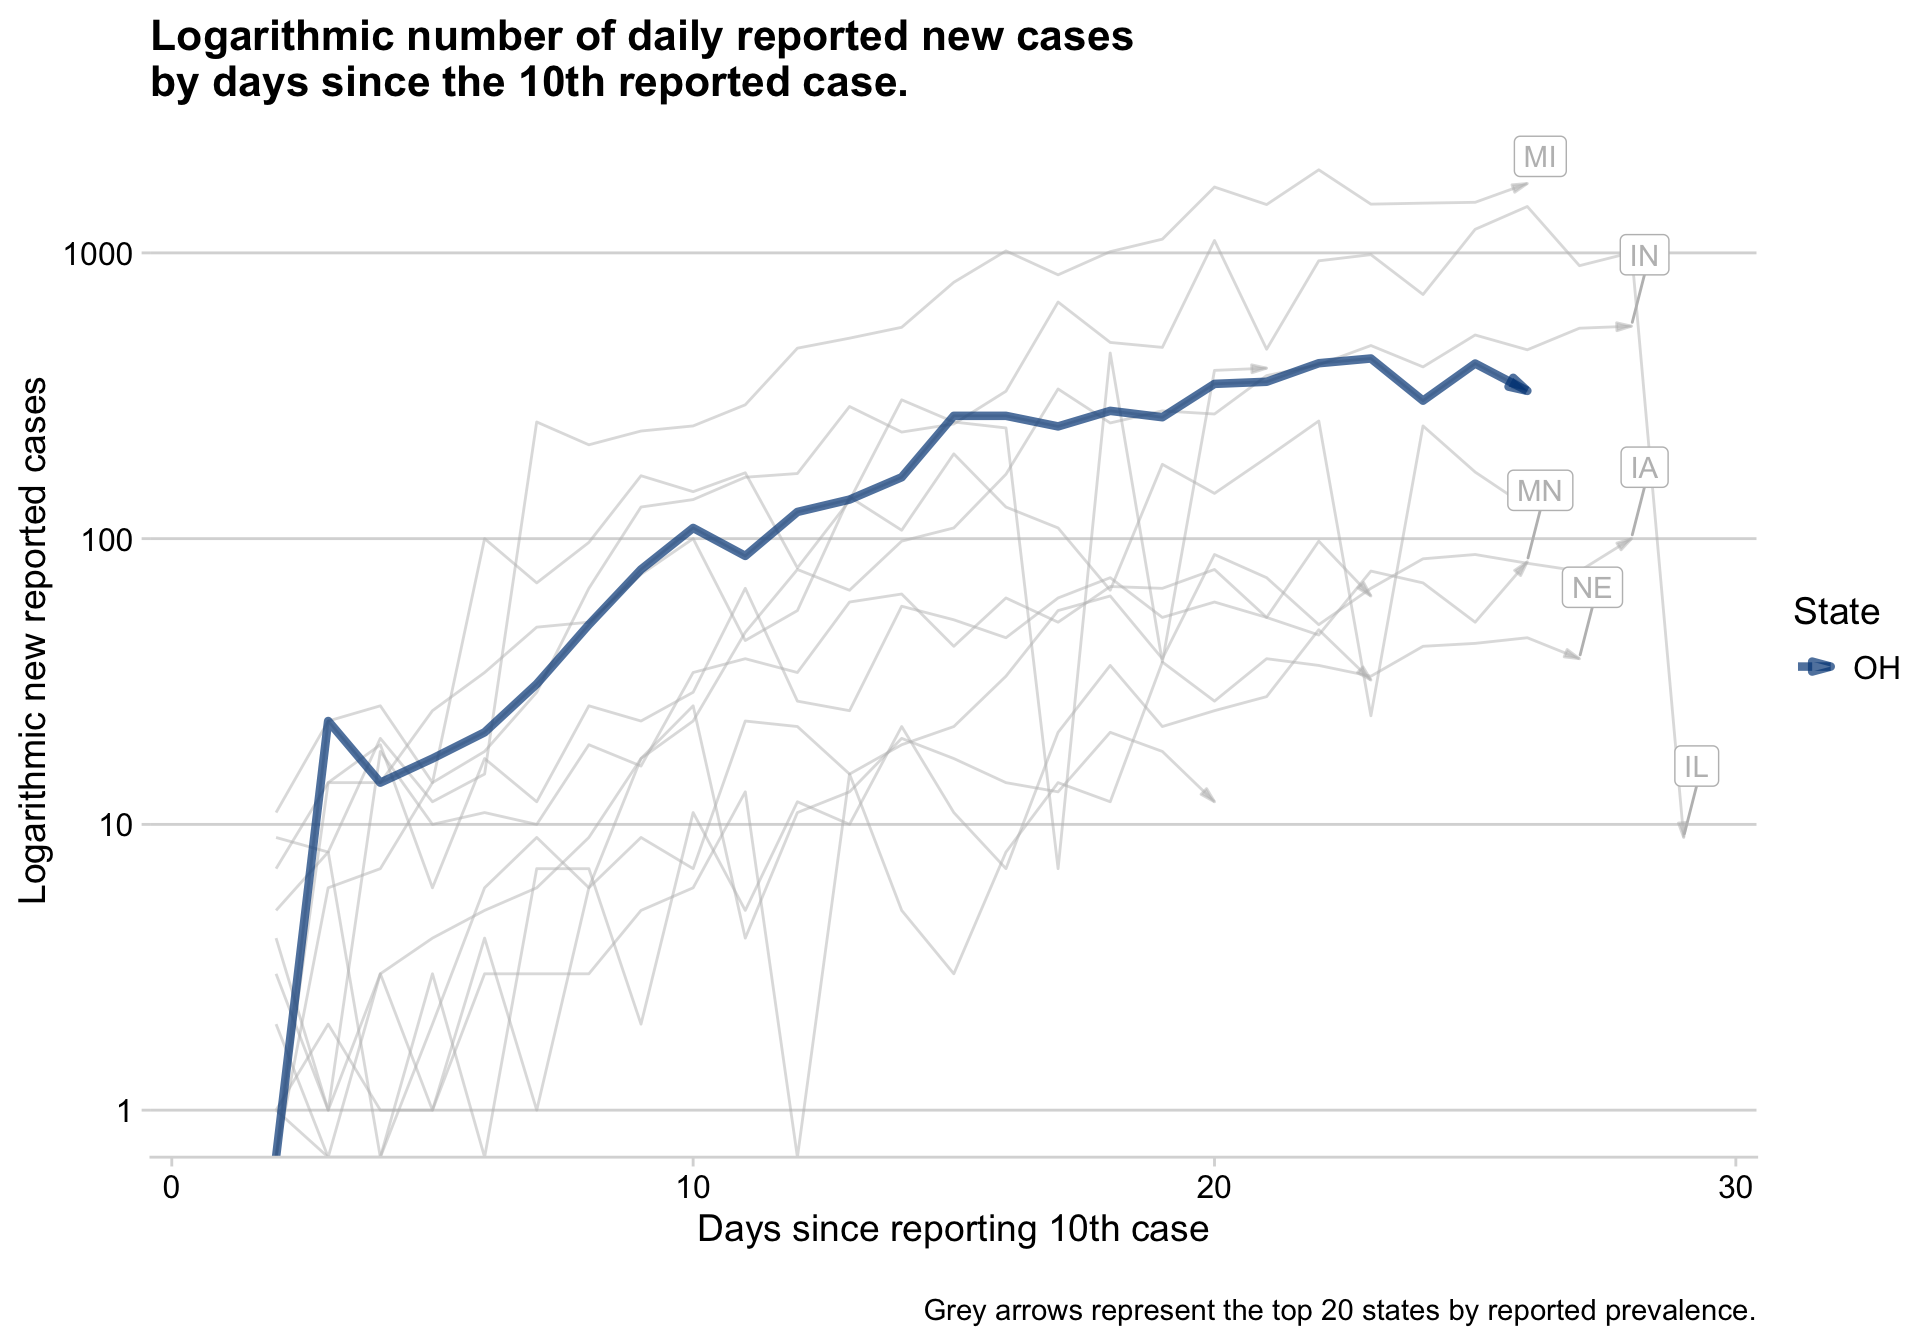 Logarithmic number of daily reported new cases
by days since the 10th reported case.
Logarithmic new reported cases
1000
100
10
1
MI
IN
IA
MN
NE
IL
State
OH
0
10
20
30
Days since reporting 10th case
Grey arrows represent the top 20 states by reported prevalence.